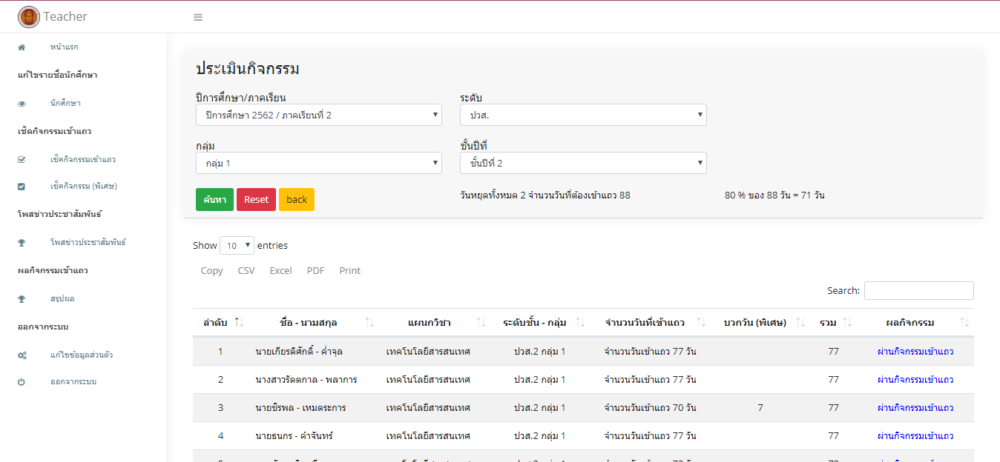 Teacher
หน้าแรก
แก้ไขรายชื่อนักศึกษา
นักศึกษา
เช็คกิจกรรมเข้าแถว
เช็คกิจกรรมเข้าแถว
เช็คกิจกรรม (พิเศษ)
โพสข่าวประชาสัมพันธ์
โพสข่าวประชาสัมพันธ์
ผลกิจกรรมเข้าแถว
สรุปผล
ออกจากระบบ
แก้ไขข้อมูลส่วนตัว
ออกจากระบบ
ประเมินกิจกรรม
ปีการศึกษา/ภาคเรียน ระดับ
ปีการศึกษา 2562 / ภาคเรียนที่ 2 ปวส.
กลุ่ม ชั้นปีที่
กลุ่ม 1 ชั้นปีที่ 2
ค้นหา Reset back วันหยุดทั้งหมด 2 จำนวนวันที่ต้องเข้าแถว 88 80 % ของ 88 วัน = 71 วัน
Show 10 entries
Copy CSV Excel PDF Print
Search:
ลำดับ ชื่อ - นามสกุล แผนกวิชา ระดับชั้น - กลุ่ม จำนวนวันที่เข้าแถว บวกวัน (พิเศษ) รวม ผลกิจกรรม
1 นายเกียรติศักดิ์ - ค่ำจุล เทคโนโลยีสารสนเทศ ปวส.2 กลุ่ม 1 จำนวนวันเข้าแถว 77 วัน 77 ผ่านกิจกรรมเข้าแถว
2 นางสาวรัตตกาล - พลาการ เทคโนโลยีสารสนเทศ ปวส.2 กลุ่ม 1 จำนวนวันเข้าแถว 77 วัน 77 ผ่านกิจกรรมเข้าแถว
3 นายชิรพล - เหมตระการ เทคโนโลยีสารสนเทศ ปวส.2 กลุ่ม 1 จำนวนวันเข้าแถว 70 วัน 7 77 ผ่านกิจกรรมเข้าแถว
4 นายธนกร - คำจันทร์ เทคโนโลยีสารสนเทศ ปวส.2 กลุ่ม 1 จำนวนวันเข้าแถว 77 วัน 77 ผ่านกิจกรรมเข้าแถว